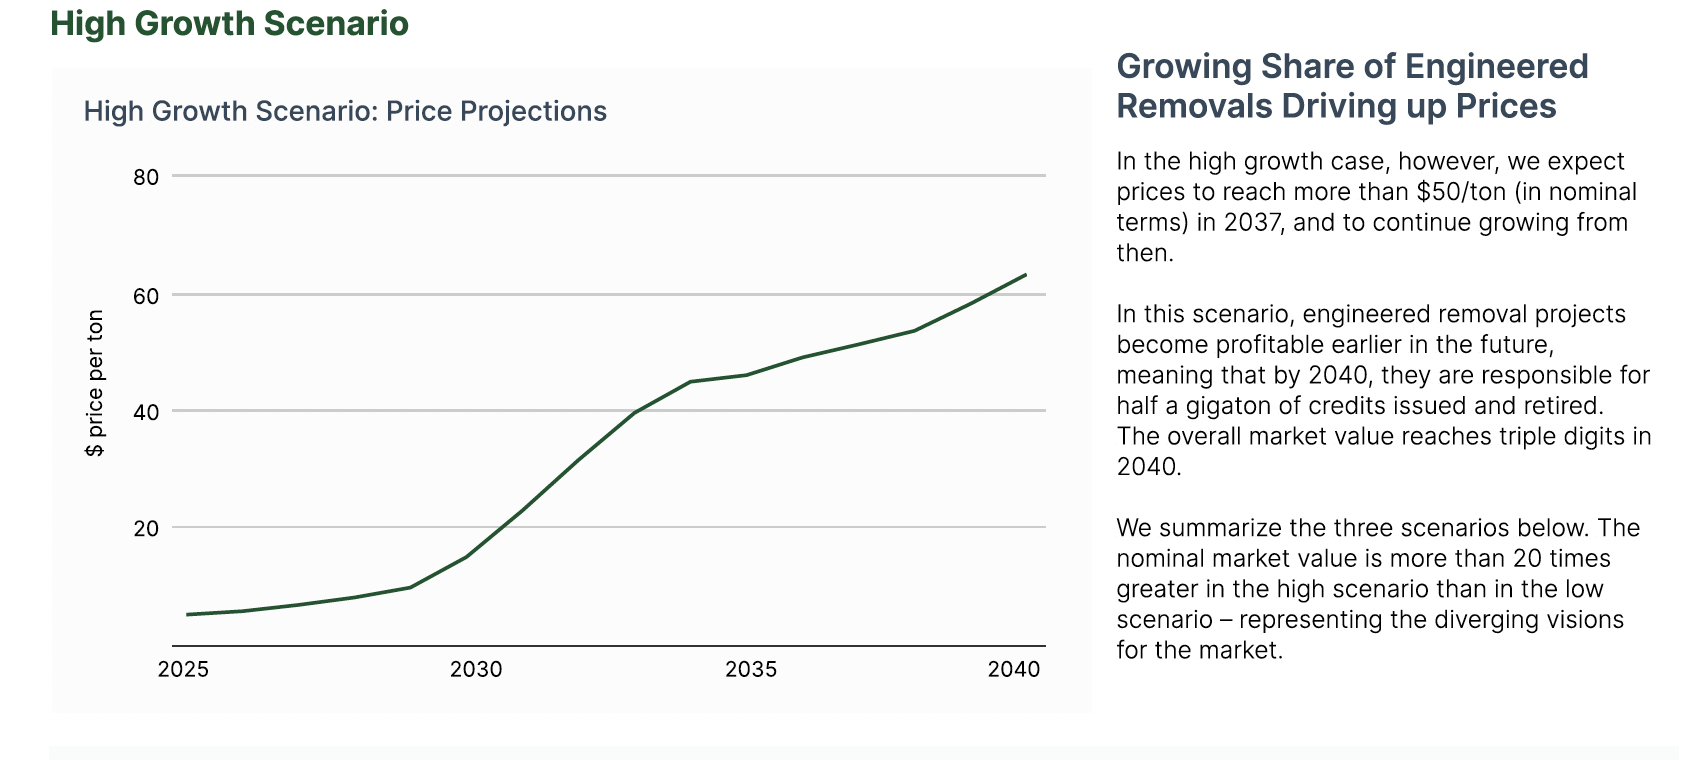 High Growth Scenario
High Growth Scenario: Price Projections
80
60
40
20
$ price per ton
2025
2030
2035
2040
Growing Share of Engineered
Removals Driving up Prices
In the high growth case, however, we expect
prices to reach more than $50/ton (in nominal
terms) in 2037, and to continue growing from
then.
In this scenario, engineered removal projects
become profitable earlier in the future,
meaning that by 2040, they are responsible for
half a gigaton of credits issued and retired.
The overall market value reaches triple digits in
2040.
We summarize the three scenarios below. The
nominal market value is more than 20 times
greater in the high scenario than in the low
scenario – representing the diverging visions
for the market.